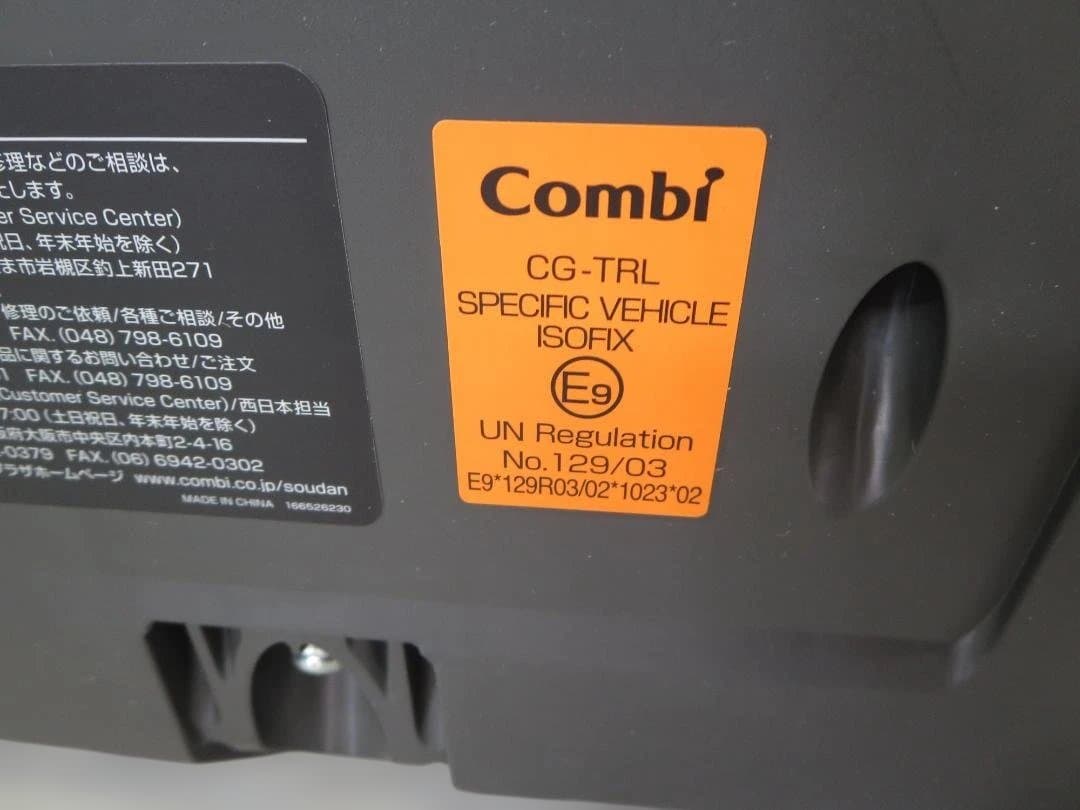 修理などのご相談は、
たします。
er Service Center)
祝日、年末年始を除く)
ま市岩槻区釣上新田271
修理のご依頼/各種ご相談/その他
FAX. (048) 798-6109
品に関するお問い合わせ/ご注文
1 FAX. (048) 798-6109
(Customer Service Center)/西日本担当
7:00 (土日祝日、年末年始を除く)
阪府大阪市中央区内本町2-4-16
-0379 FAX. (06) 6942-0302
プラザホームページ www.combi.co.jp/soudan
MADE IN CHINA 166526230
Combi
CG-TRL
SPECIFIC VEHICLE
ISOFIX
E9
UN Regulation
No.129/03
E9*129R03/02*1023*02